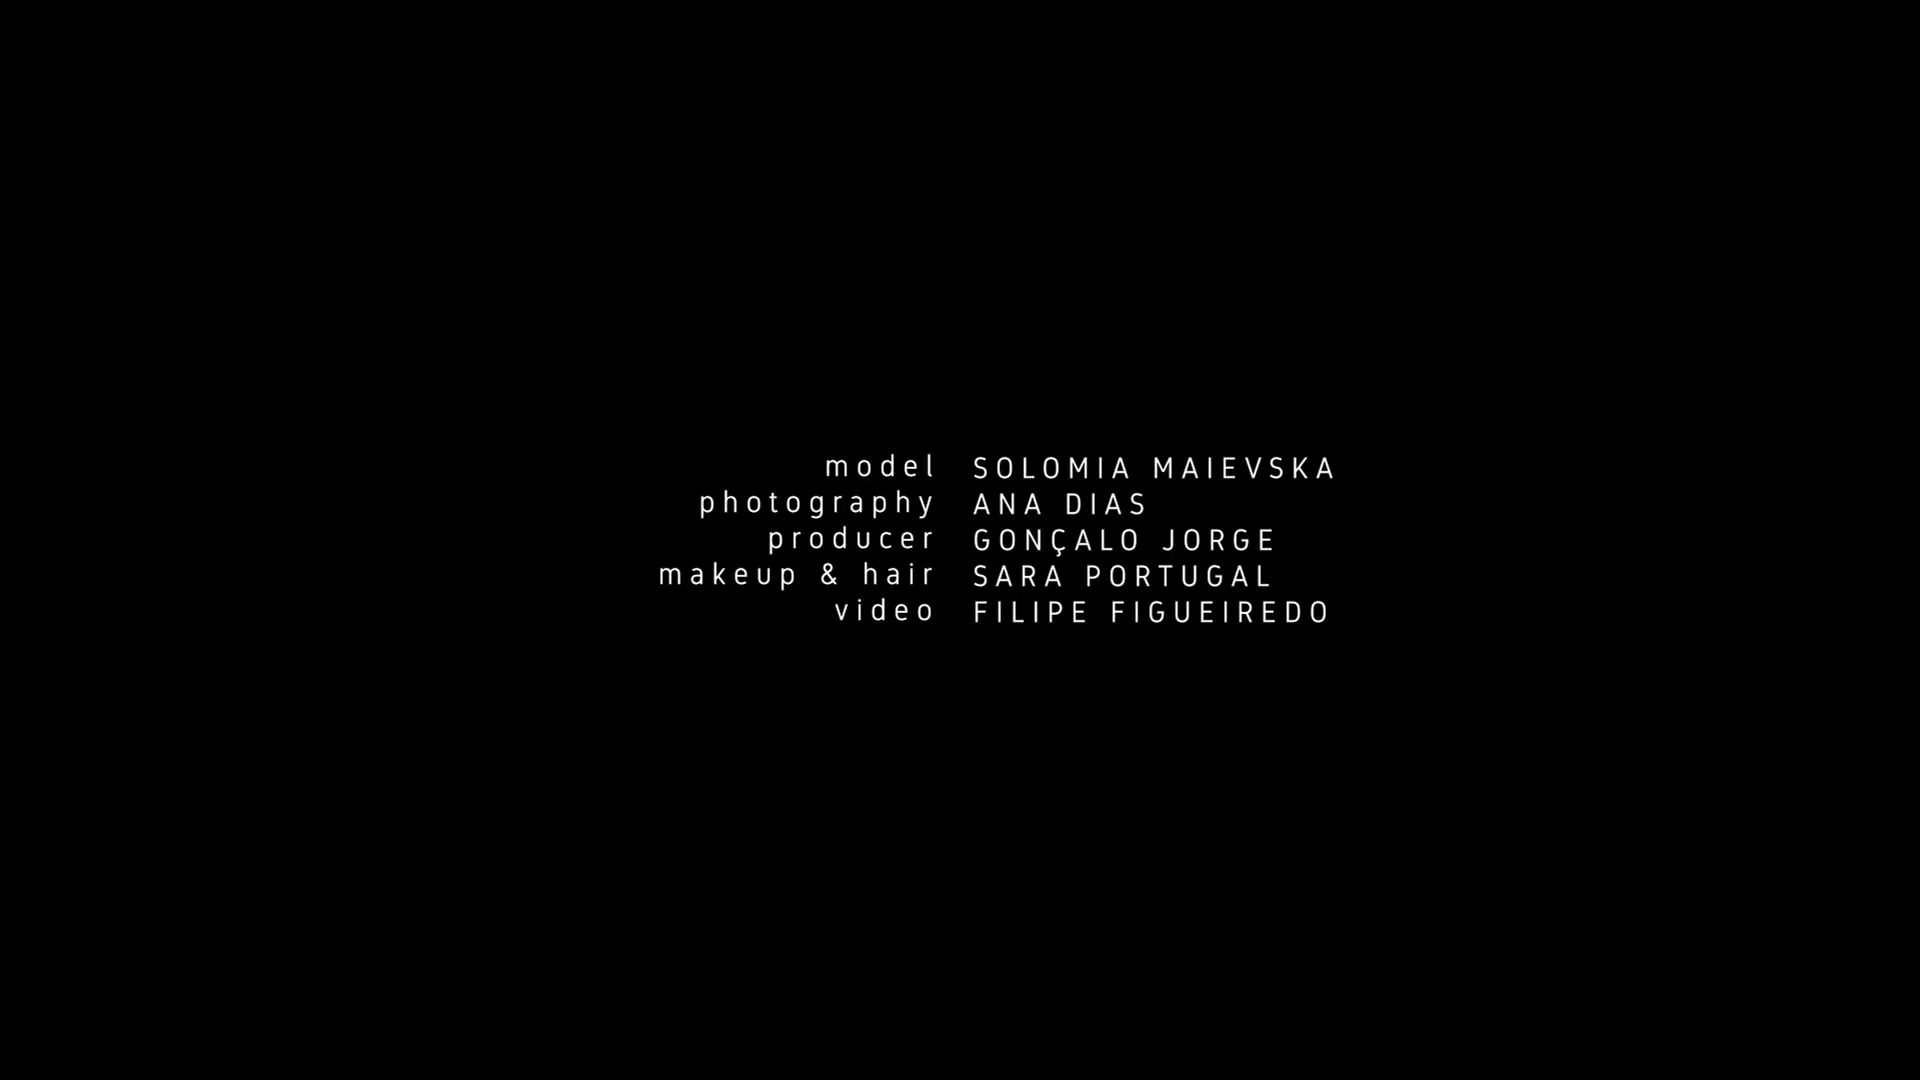 model SOLOMIA MAIEVSKA
photography ANA DIAS
producer GONÇALO JORGE
makeup & hair SARA PORTUGAL
video FILIPE FIGUEIREDO